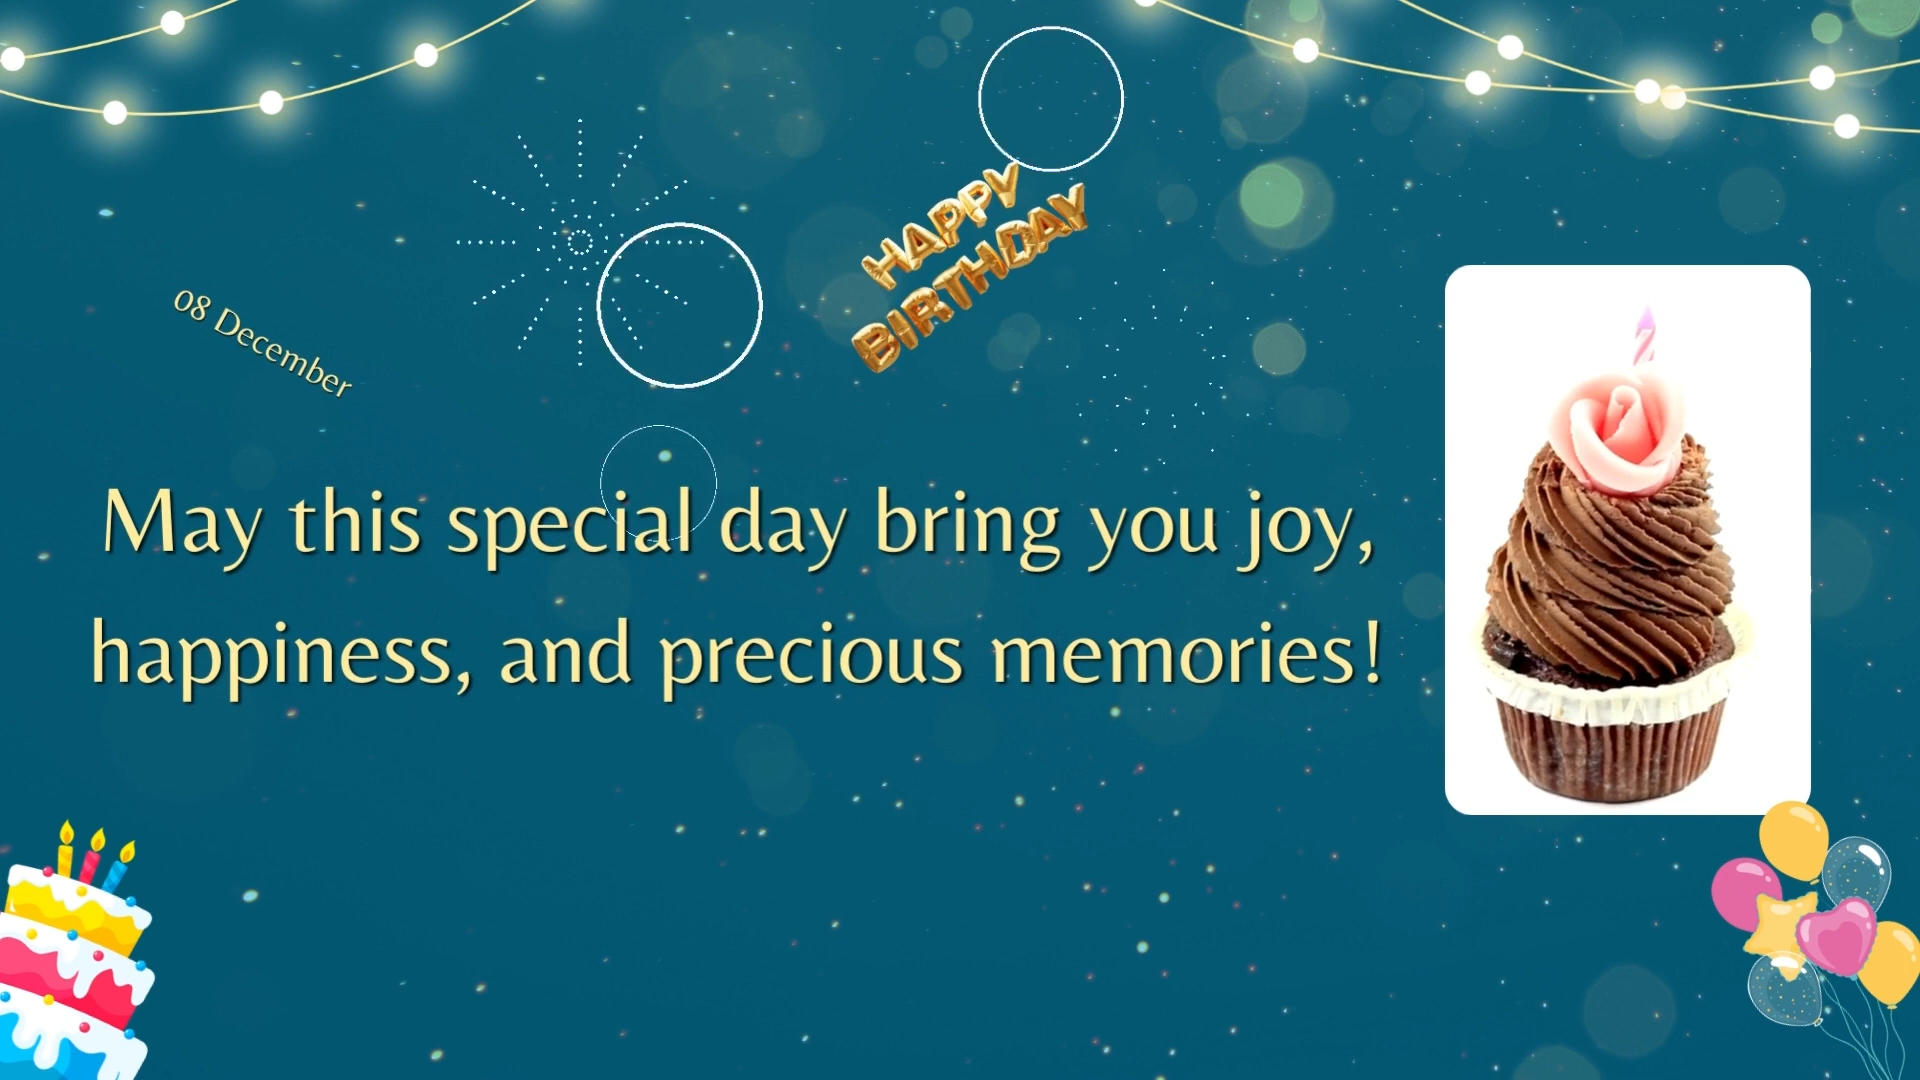 HAPPY
BIRTHDAY
08 December
May this special day bring you joy,
happiness, and precious memories!